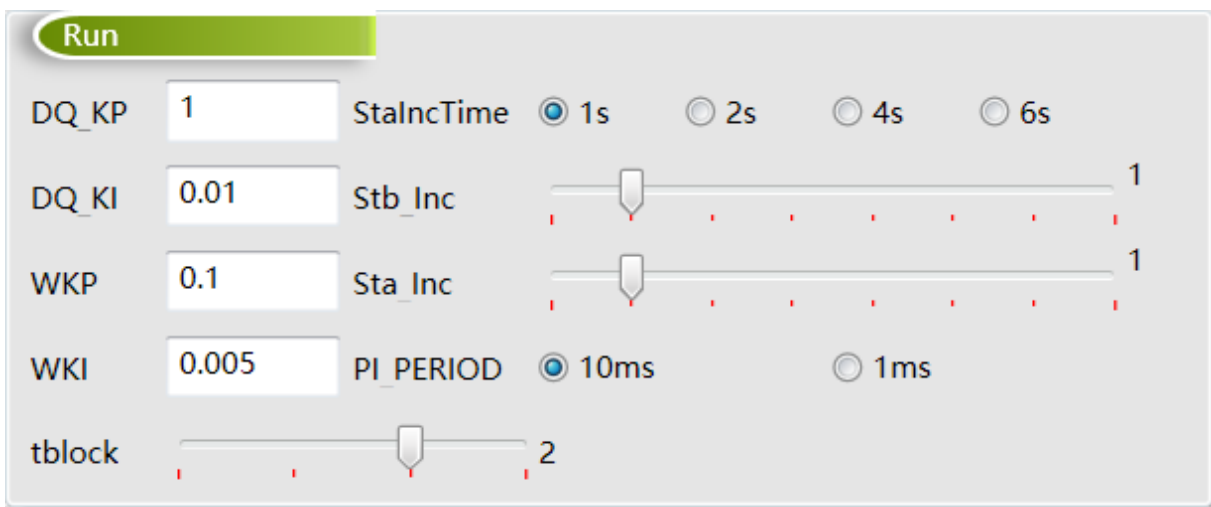 Run
DQ_KP 1 StaIncTime 1s 2s 4s 6s
DQ_KI 0.01 Stb_Inc 1
WKP 0.1 Sta_Inc 1
WKI 0.005 PI_PERIOD 10ms 1ms
tblock 2